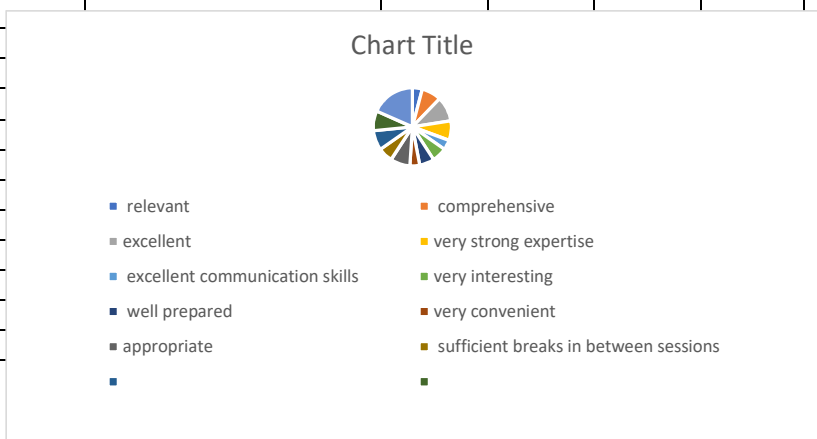 Chart Title
relevant
comprehensive
excellent
very strong expertise
excellent communication skills
very interesting
well prepared
very convenient
appropriate
sufficient breaks in between sessions